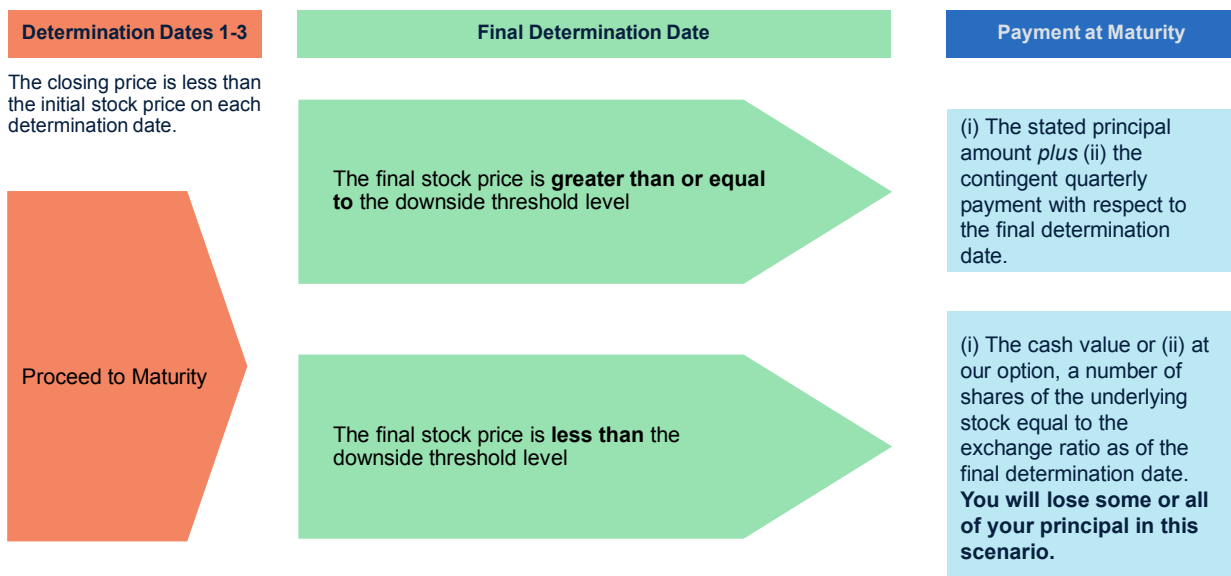 Determination Dates 1-3
Final Determination Date
Payment at Maturity
The closing price is less than
the initial stock price on each
determination date.
Proceed to Maturity
The final stock price is greater than or equal
to the downside threshold level
(i) The stated principal
amount plus (ii) the
contingent quarterly
payment with respect to
the final determination
date.
The final stock price is less than the
downside threshold level
(i) The cash value or (ii) at
our option, a number of
shares of the underlying
stock equal to the
exchange ratio as of the
final determination date.
You will lose some or all
of your principal in this
scenario.